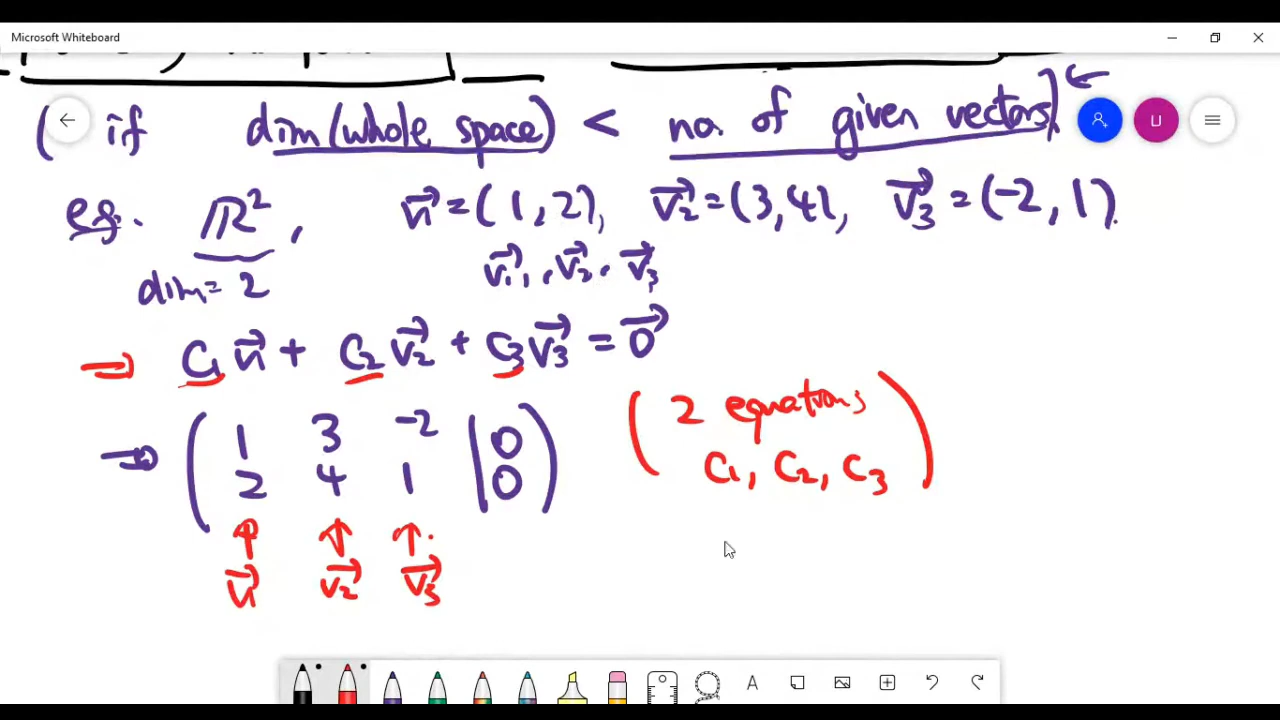 Microsoft Whiteboard
( if dim(whole space) < no. of given vectors)
eg. ℝ², v⃗1 = (1, 2), v⃗2 = (3, 4), v⃗3 = (-2, 1).
dim = 2 v⃗1, v⃗2, v⃗3
⇒ C1 v⃗1 + C2 v⃗2 + C3 v⃗3 = 0⃗
⇒ ( 1 3 -2 | 0 )
( 2 4 1 | 0 )
( 2 equations
C1, C2, C3 )
↑ ↑ ↑
v⃗1 v⃗2 v⃗3
U
A